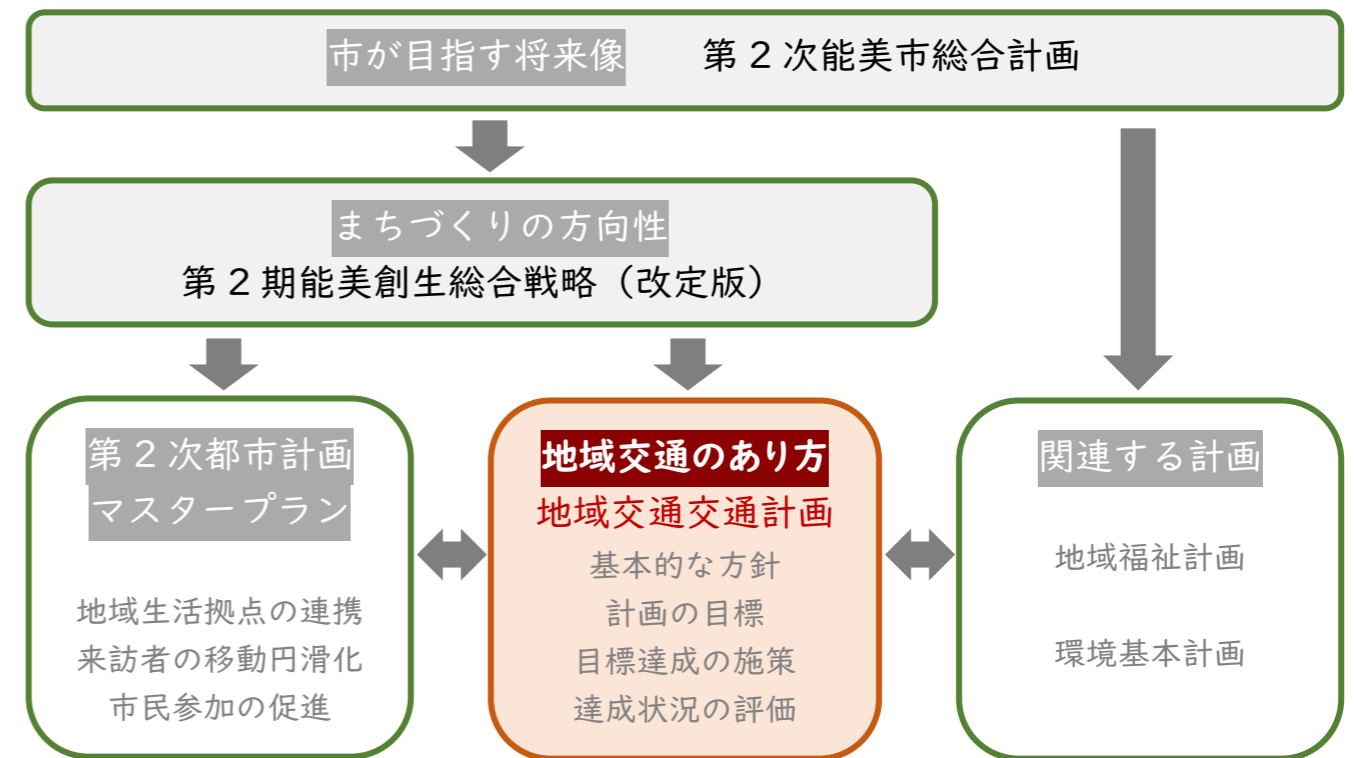 市が目指す将来像 第2次能美市総合計画
まちづくりの方向性
第2期能美創生総合戦略（改定版）
第2次都市計画
マスタープラン
地域生活拠点の連携
来訪者の移動円滑化
市民参加の促進
地域交通のあり方
地域交通交通計画
基本的な方針
計画の目標
目標達成の施策
達成状況の評価
関連する計画
地域福祉計画
環境基本計画